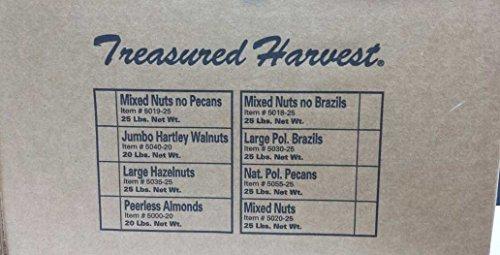 Treasured Harvest®
Mixed Nuts no Pecans
Item # 5019-25
25 Lbs. Net Wt.
Jumbo Hartley Walnuts
Item # 5040-20
20 Lbs. Net Wt.
Large Hazelnuts
Item # 5035-25
25 Lbs. Net Wt.
Peerless Almonds
Item # 5000-20
20 Lbs. Net Wt.
Mixed Nuts no Brazils
Item # 5018-25
25 Lbs. Net Wt.
Large Pol. Brazils
Item # 5030-25
25 Lbs. Net Wt.
Nat. Pol. Pecans
Item # 5055-25
25 Lbs. Net Wt.
Mixed Nuts
Item # 5020-25
25 Lbs. Net Wt.